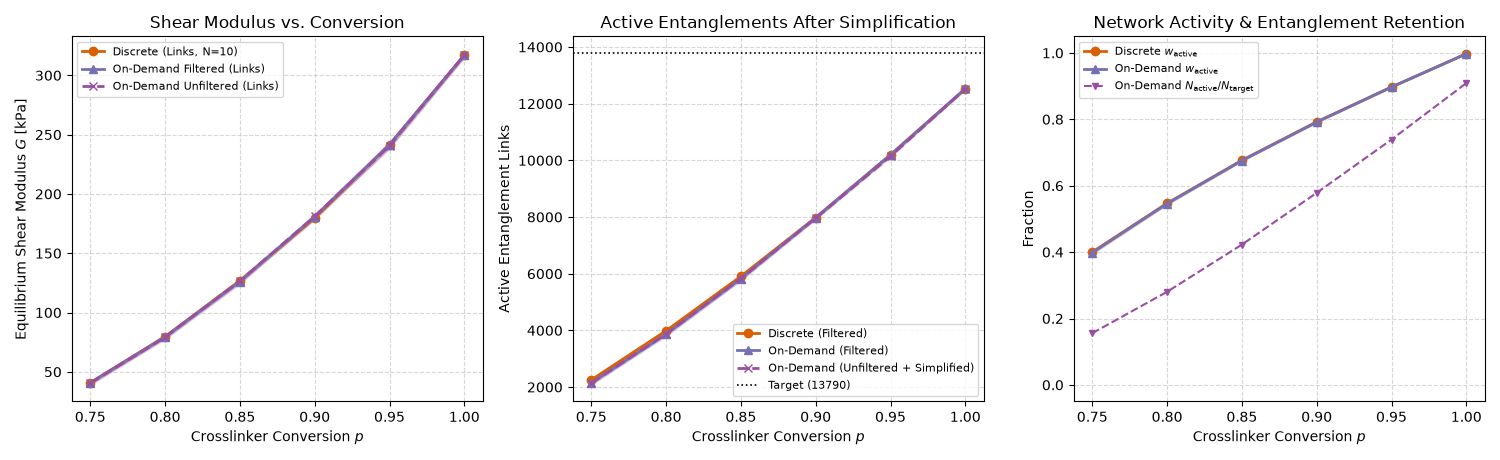 Shear Modulus vs. Conversion
Equilibrium Shear Modulus G [kPa]
300
250
200
150
100
50
Discrete (Links, N=10)
On-Demand Filtered (Links)
On-Demand Unfiltered (Links)
0.75 0.80 0.85 0.90 0.95 1.00
Crosslinker Conversion p
Active Entanglements After Simplification
Active Entanglement Links
14000
12000
10000
8000
6000
4000
2000
Discrete (Filtered)
On-Demand (Filtered)
On-Demand (Unfiltered + Simplified)
Target (13790)
0.75 0.80 0.85 0.90 0.95 1.00
Crosslinker Conversion p
Network Activity & Entanglement Retention
Fraction
1.0
0.8
0.6
0.4
0.2
0.0
Discrete w_active
On-Demand w_active
On-Demand N_active/N_target
0.75 0.80 0.85 0.90 0.95 1.00
Crosslinker Conversion p